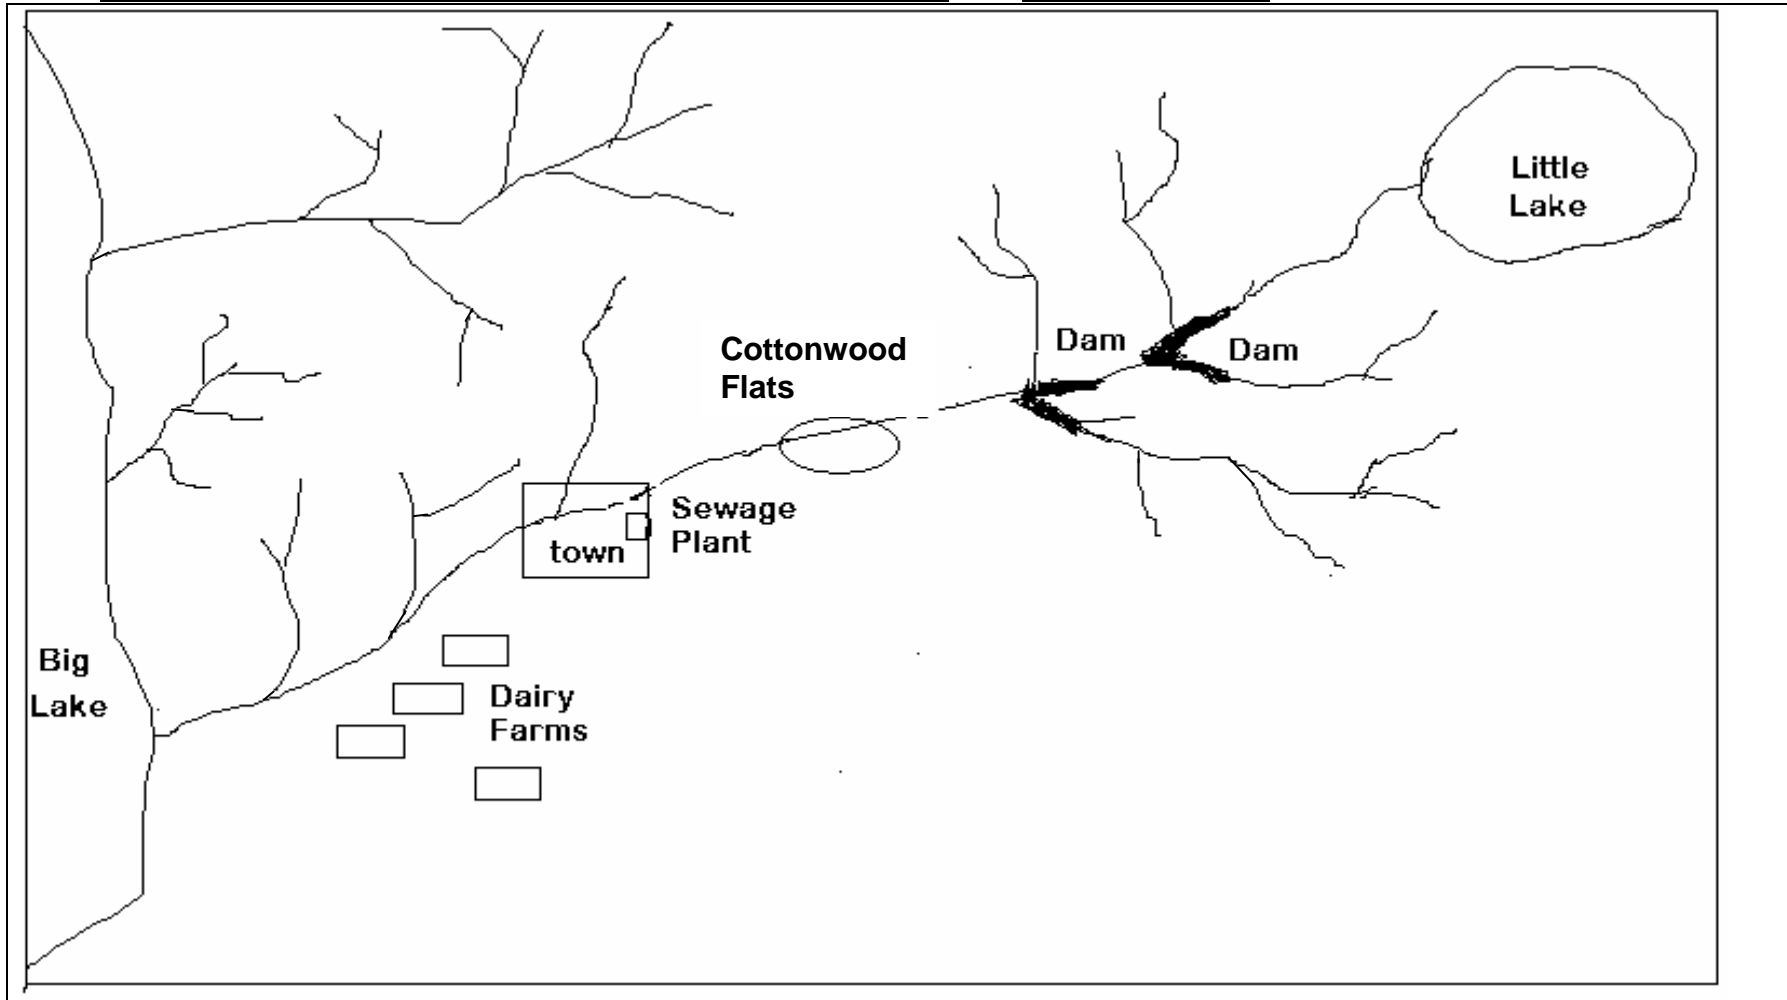 Little
Lake
Dam
Dam
Cottonwood
Flats
Sewage
Plant
town
Big
Lake
Dairy
Farms